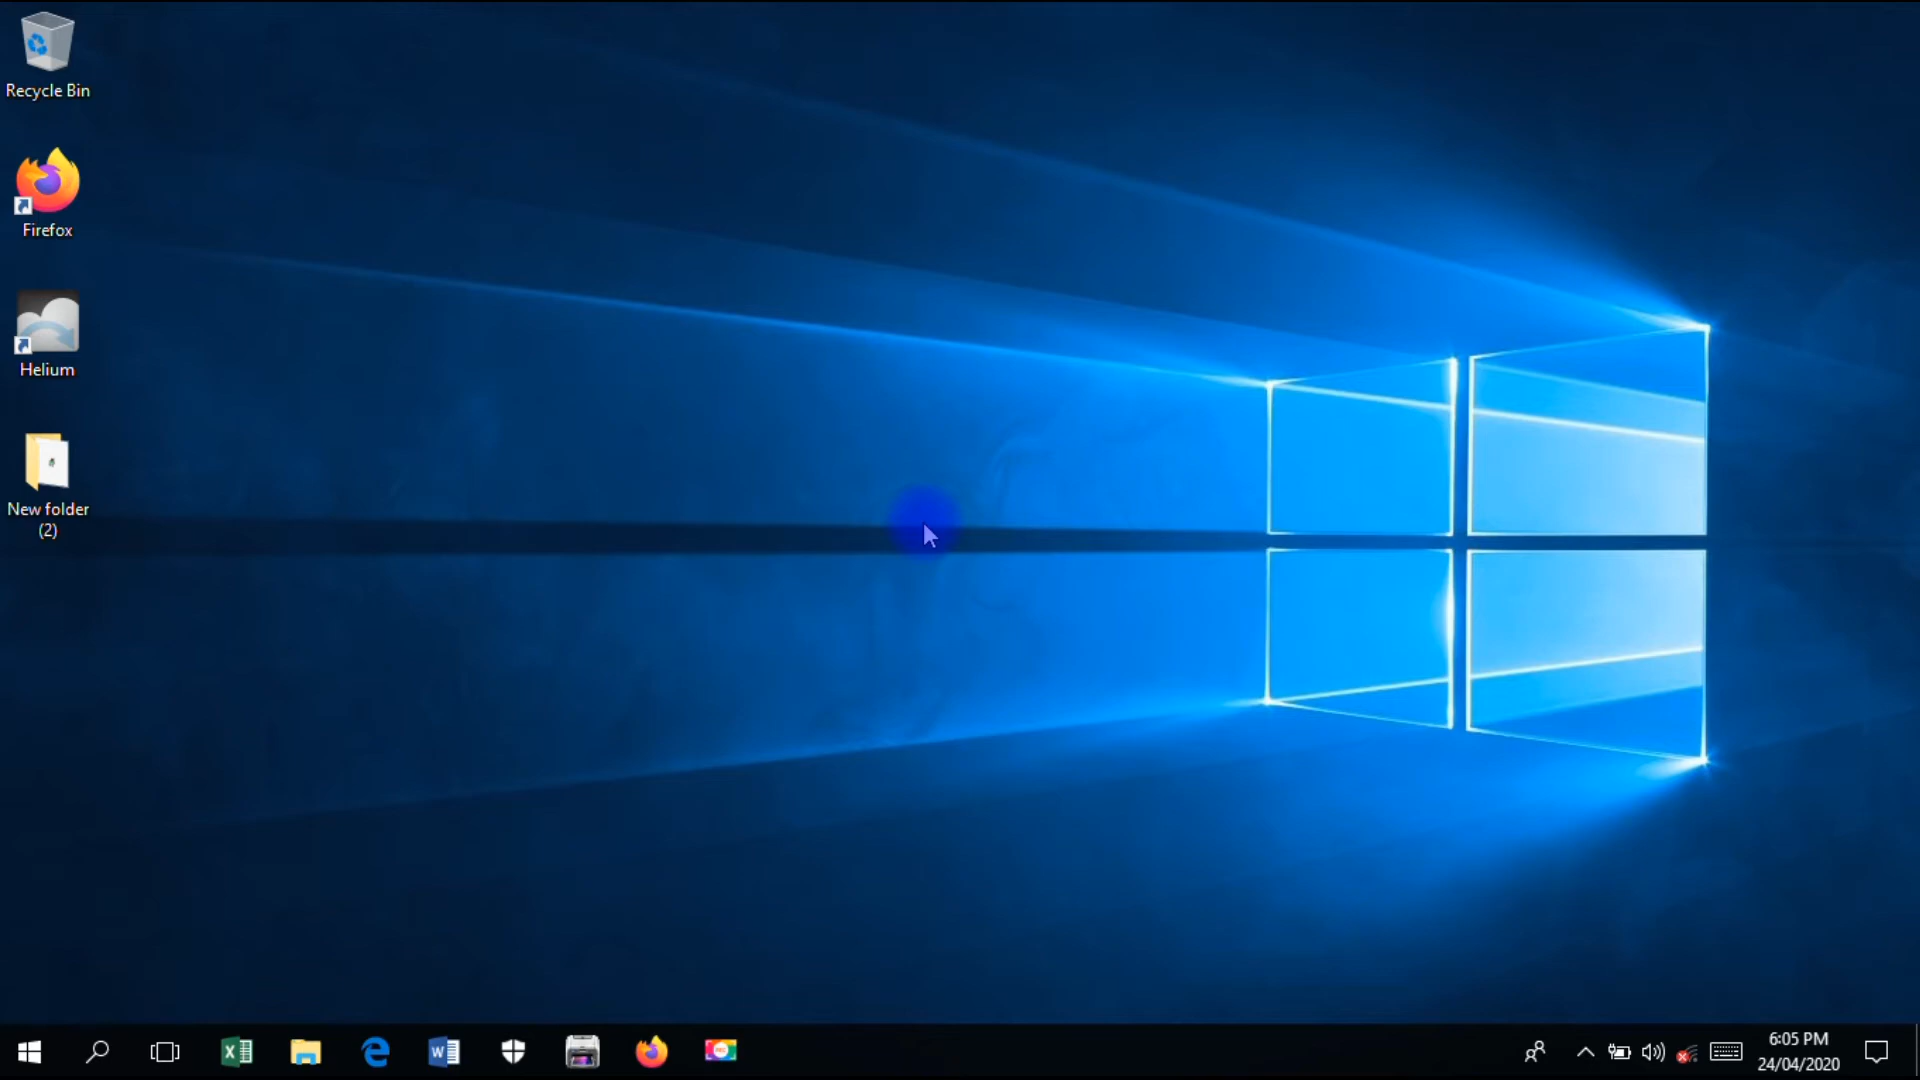 Recycle Bin
Firefox
Helium
New folder
(2)
6:05 PM
24/04/2020